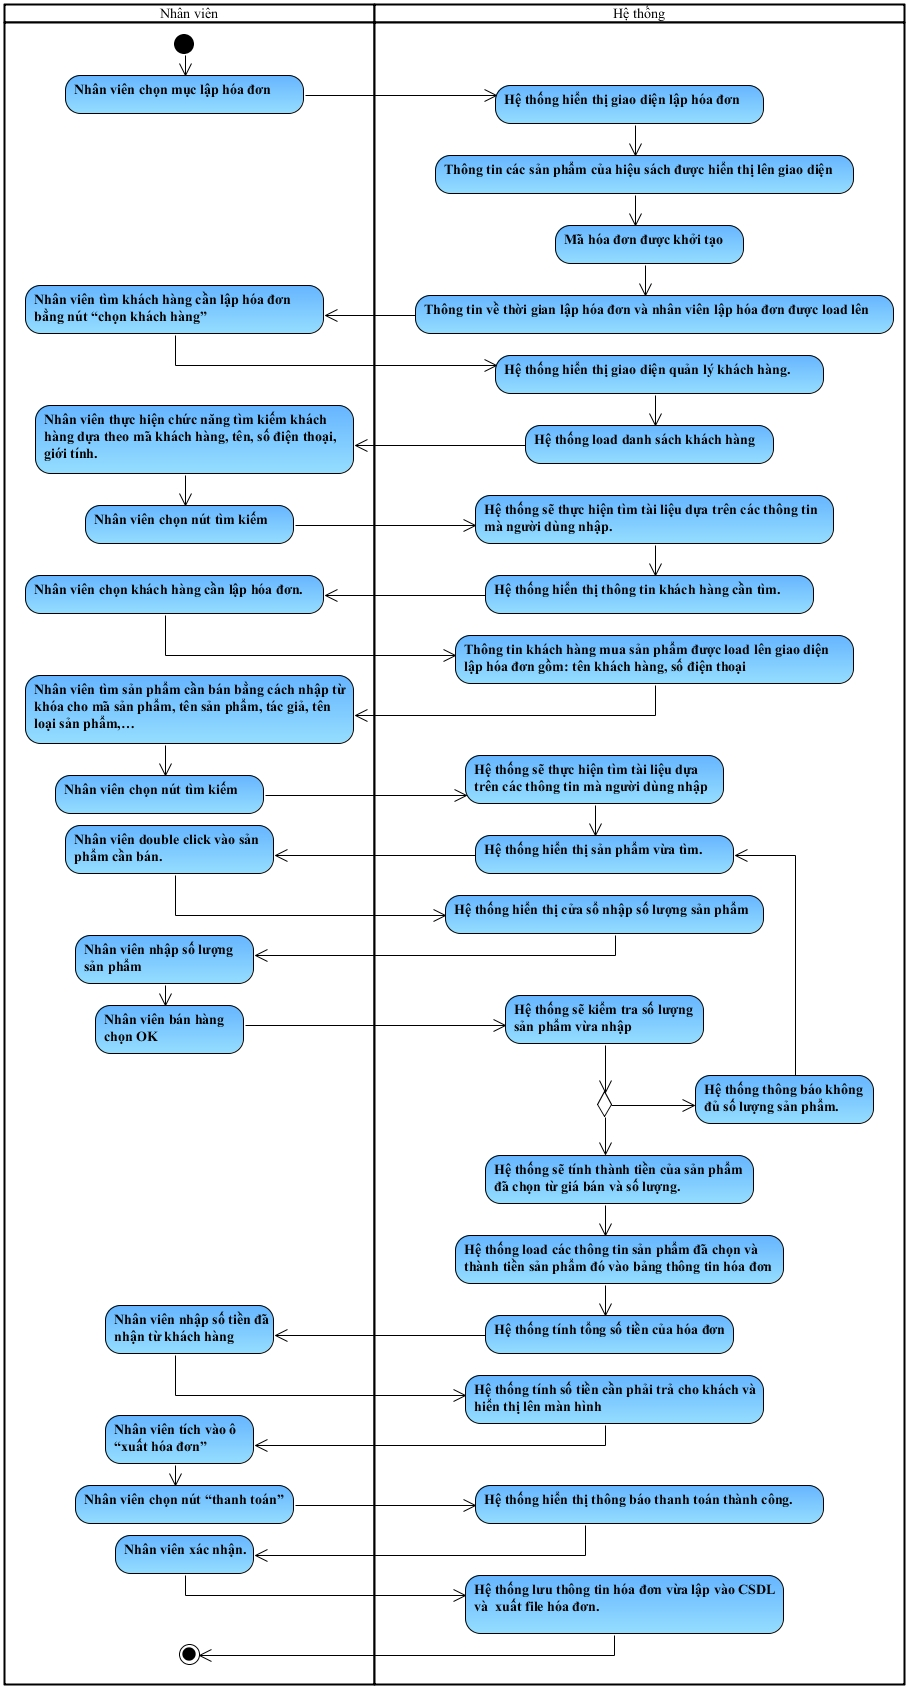 Nhân viên
Hệ thống
Nhân viên chọn mục lập hóa đơn
Hệ thống hiển thị giao diện lập hóa đơn
Thông tin các sản phẩm của hiệu sách được hiển thị lên giao diện
Mã hóa đơn được khởi tạo
Thông tin về thời gian lập hóa đơn và nhân viên lập hóa đơn được load lên
Nhân viên tìm khách hàng cần lập hóa đơn
bằng nút “chọn khách hàng”
Hệ thống hiển thị giao diện quản lý khách hàng.
Hệ thống load danh sách khách hàng
Nhân viên thực hiện chức năng tìm kiếm khách
hàng dựa theo mã khách hàng, tên, số điện thoại,
giới tính.
Nhân viên chọn nút tìm kiếm
Hệ thống sẽ thực hiện tìm tài liệu dựa trên các thông tin
mà người dùng nhập.
Hệ thống hiển thị thông tin khách hàng cần tìm.
Nhân viên chọn khách hàng cần lập hóa đơn.
Thông tin khách hàng mua sản phẩm được load lên giao diện
lập hóa đơn gồm: tên khách hàng, số điện thoại
Nhân viên tìm sản phẩm cần bán bằng cách nhập từ
khóa cho mã sản phẩm, tên sản phẩm, tác giả, tên
loại sản phẩm,…
Nhân viên chọn nút tìm kiếm
Hệ thống sẽ thực hiện tìm tài liệu dựa
trên các thông tin mà người dùng nhập
Hệ thống hiển thị sản phẩm vừa tìm.
Nhân viên double click vào sản
phẩm cần bán.
Hệ thống hiển thị cửa sổ nhập số lượng sản phẩm
Nhân viên nhập số lượng
sản phẩm
Nhân viên bán hàng
chọn OK
Hệ thống sẽ kiểm tra số lượng
sản phẩm vừa nhập
Hệ thống thông báo không
đủ số lượng sản phẩm.
Hệ thống sẽ tính thành tiền của sản phẩm
đã chọn từ giá bán và số lượng.
Hệ thống load các thông tin sản phẩm đã chọn và
thành tiền sản phẩm đó vào bảng thông tin hóa đơn
Hệ thống tính tổng số tiền của hóa đơn
Nhân viên nhập số tiền đã
nhận từ khách hàng
Hệ thống tính số tiền cần phải trả cho khách và
hiển thị lên màn hình
Nhân viên tích vào ô
“xuất hóa đơn”
Nhân viên chọn nút “thanh toán”
Hệ thống hiển thị thông báo thanh toán thành công.
Nhân viên xác nhận.
Hệ thống lưu thông tin hóa đơn vừa lập vào CSDL
và  xuất file hóa đơn.